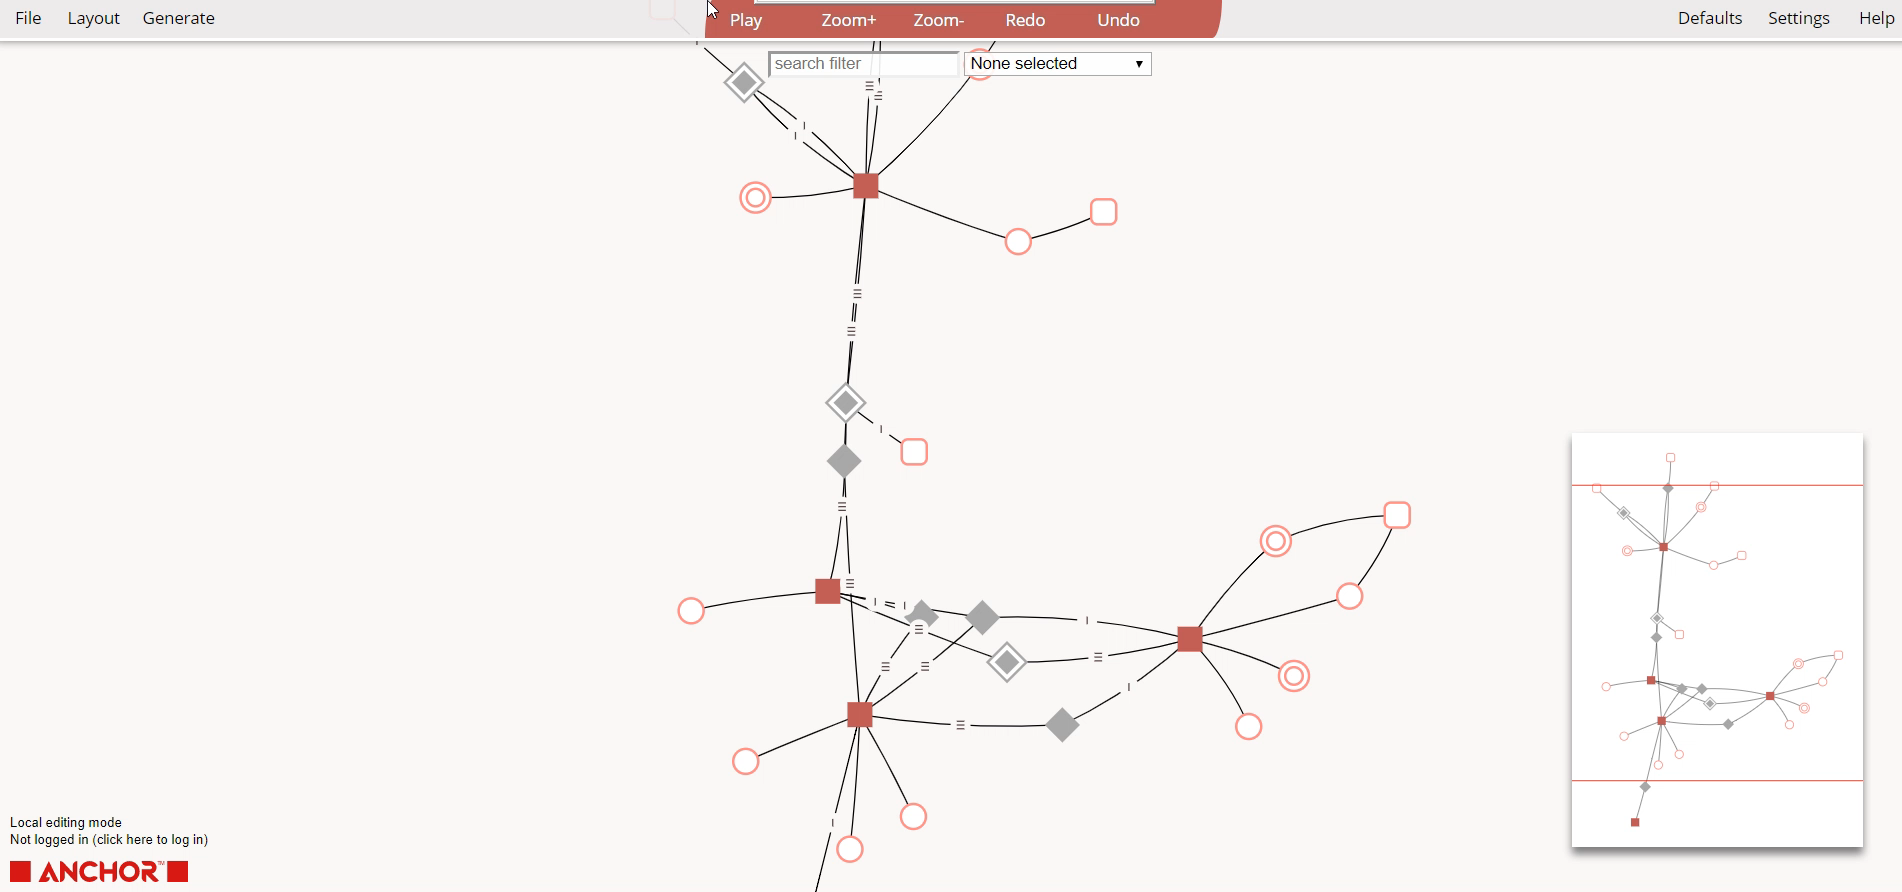 File Layout Generate
Play Zoom+ Zoom- Redo Undo
Defaults Settings Help
search filter
None selected
Local editing mode
Not logged in (click here to log in)
ANCHOR™